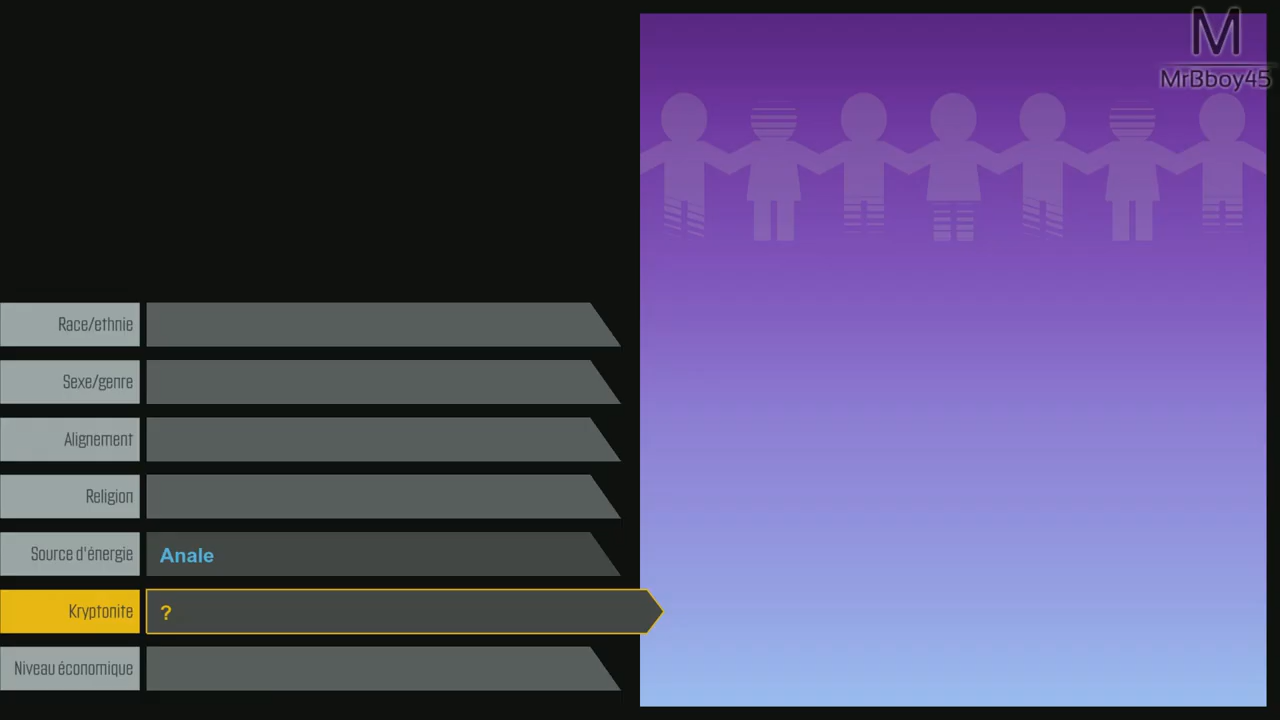 M
MrBboy45
Race/ethnie
Sexe/genre
Alignement
Religion
Source d'énergie
Anale
Kryptonite
?
Niveau économique